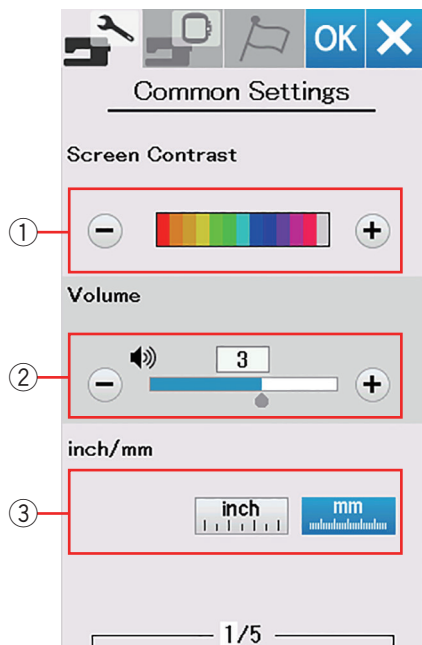 OK X
Common Settings
Screen Contrast
①
Volume
②
3
inch/mm
③
inch
mm
1/5